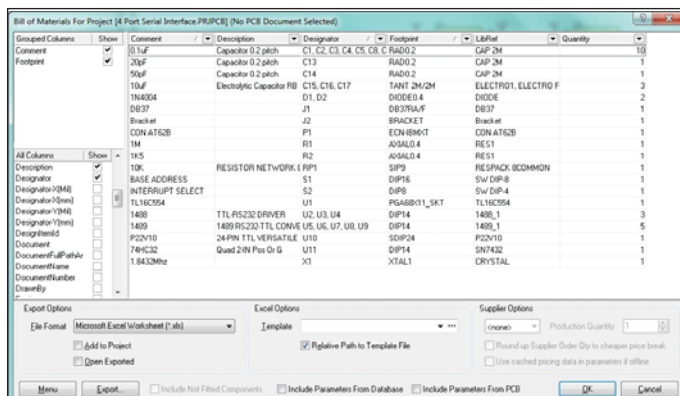 Bill of Materials For Project [4 Port Serial Interface.PRJPCB] (No PCB Document Selected)
Grouped Columns Show
Comment
Footprint
All Columns Show
Description
Designator
Designator-X(Mil)
Designator-X(mm)
Designator-Y(Mil)
Designator-Y(mm)
DesignItemId
Document
DocumentFullPathAr
DocumentName
DocumentNumber
DrawnBy
Comment Description Designator Footprint LibRef Quantity
0.1uF Capacitor 0.2 pitch C1, C2, C3, C4, C5, C8, C RAD0.2 CAP 2M 10
20pF Capacitor 0.2 pitch C13 RAD0.2 CAP 2M 1
50pF Capacitor 0.2 pitch C14 RAD0.2 CAP 2M 1
10uF Electrolytic Capacitor RB C15, C16, C17 TANT 2M/2M ELECTRO1, ELECTRO F 3
1N4004 D1, D2 DIODE0.4 DIODE 2
DB37 J1 DB37RA/F DB37 1
Bracket J2 BRACKET Bracket 1
CON AT62B P1 ECN-IBMXT CON AT62B 1
1M R1 AXIAL0.4 RES1 1
1K5 R2 AXIAL0.4 RES1 1
10K RESISTOR NETWORK ( RP1 SIP9 RESPACK 8COMMON 1
BASE ADDRESS S1 DIP16 SW DIP-8 1
INTERRUPT SELECT S2 DIP8 SW DIP-4 1
TL16C554 U1 PGA68X11_SKT TL16C554 1
1488 TTL-RS232 DRIVER U2, U3, U4 DIP14 1488_1 3
1489 1489 RS232-TTL CONVE U5, U6, U7, U8, U9 DIP14 1489_1 5
P22V10 24-PIN TTL VERSATILE U10 SDIP24 P22V10 1
74HC32 Quad 2-IN Pos Or G U11 DIP14 SN7432 1
1.8432Mhz X1 XTAL1 CRYSTAL 1
Export Options
File Format Microsoft Excel Worksheet (*.xls)
Add to Project
Open Exported
Excel Options
Template
Relative Path to Template File
Supplier Options
<none> Production Quantity 1
Round up Supplier Order Qty to cheaper price break
Use cached pricing data in parameters if offline
Menu Export... Include Not Fitted Components Include Parameters From Database Include Parameters From PCB OK Cancel